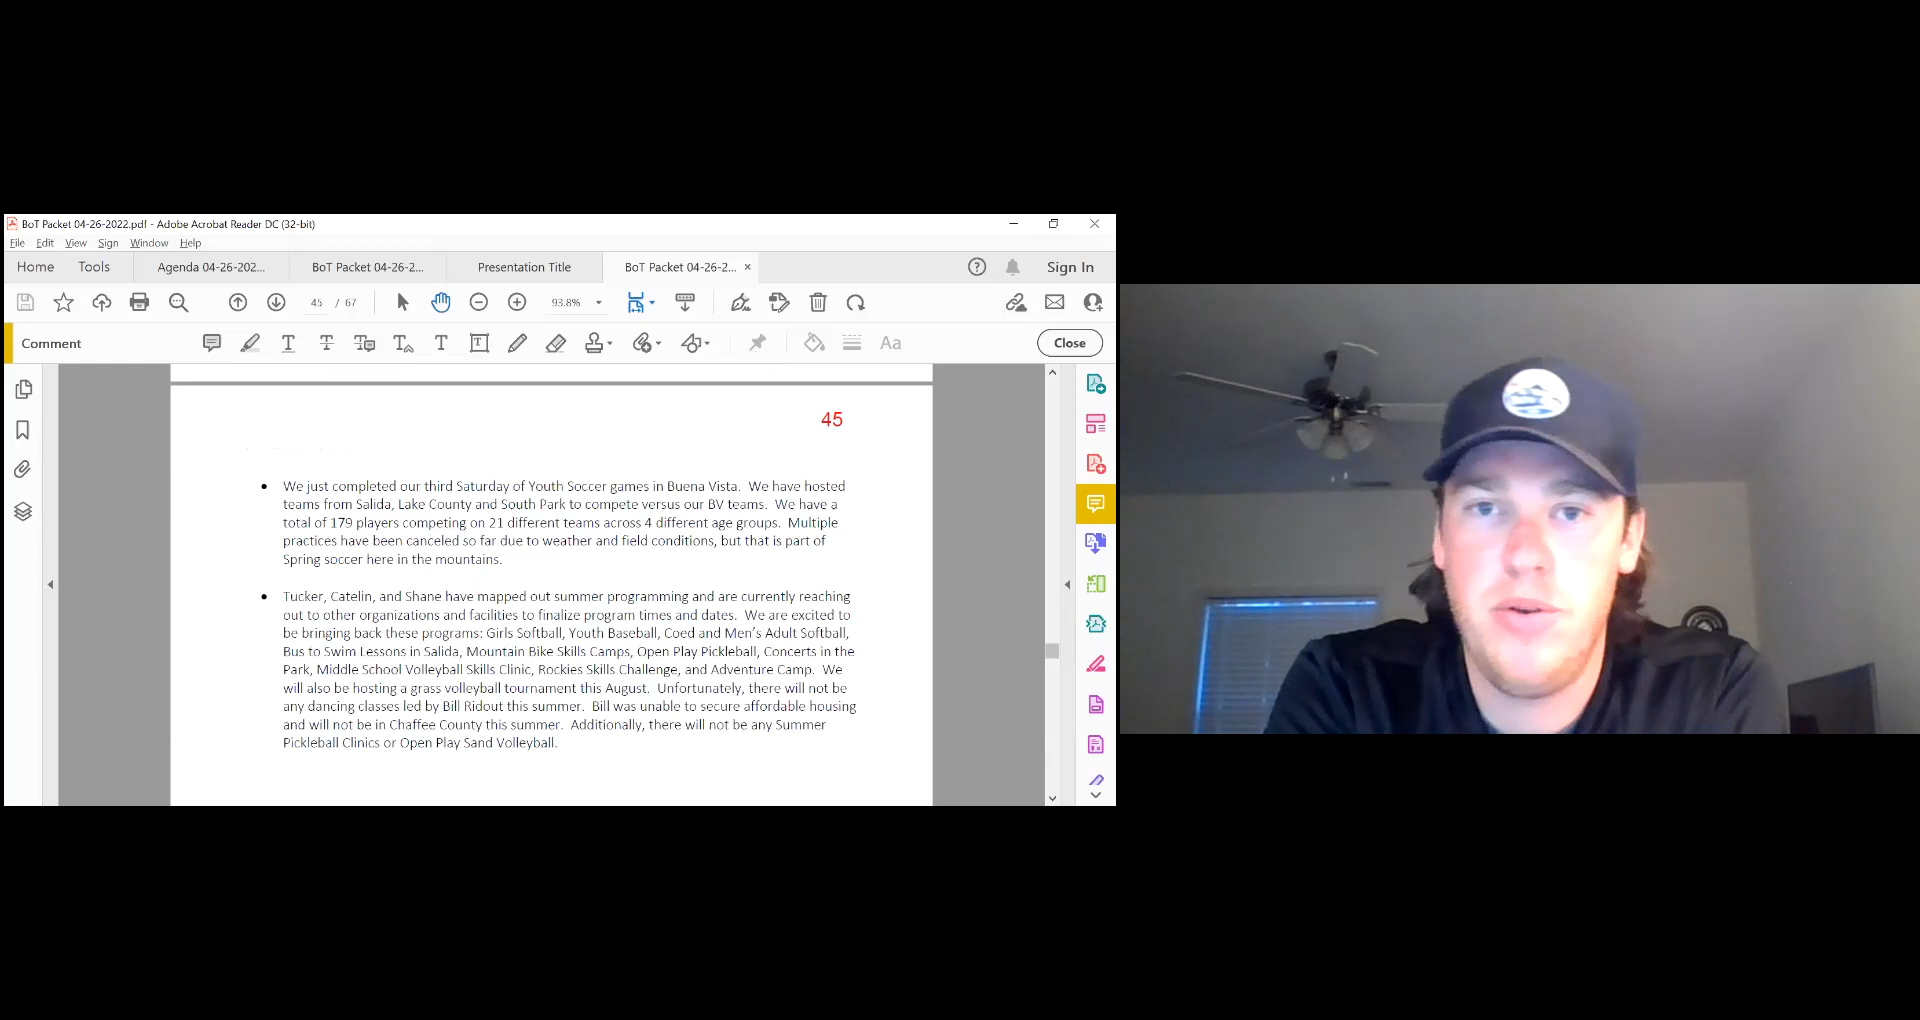 BoT Packet 04-26-2022.pdf - Adobe Acrobat Reader DC (32-bit)
File Edit View Sign Window Help
Home Tools Agenda 04-26-202... BoT Packet 04-26-2... Presentation Title BoT Packet 04-26-2... × Sign In
45 / 67 93.8%
Comment Aa Close
45
• We just completed our third Saturday of Youth Soccer games in Buena Vista. We have hosted
teams from Salida, Lake County and South Park to compete versus our BV teams. We have a
total of 179 players competing on 21 different teams across 4 different age groups. Multiple
practices have been canceled so far due to weather and field conditions, but that is part of
Spring soccer here in the mountains.
• Tucker, Catelin, and Shane have mapped out summer programming and are currently reaching
out to other organizations and facilities to finalize program times and dates. We are excited to
be bringing back these programs: Girls Softball, Youth Baseball, Coed and Men's Adult Softball,
Bus to Swim Lessons in Salida, Mountain Bike Skills Camps, Open Play Pickleball, Concerts in the
Park, Middle School Volleyball Skills Clinic, Rockies Skills Challenge, and Adventure Camp. We
will also be hosting a grass volleyball tournament this August. Unfortunately, there will not be
any dancing classes led by Bill Ridout this summer. Bill was unable to secure affordable housing
and will not be in Chaffee County this summer. Additionally, there will not be any Summer
Pickleball Clinics or Open Play Sand Volleyball.